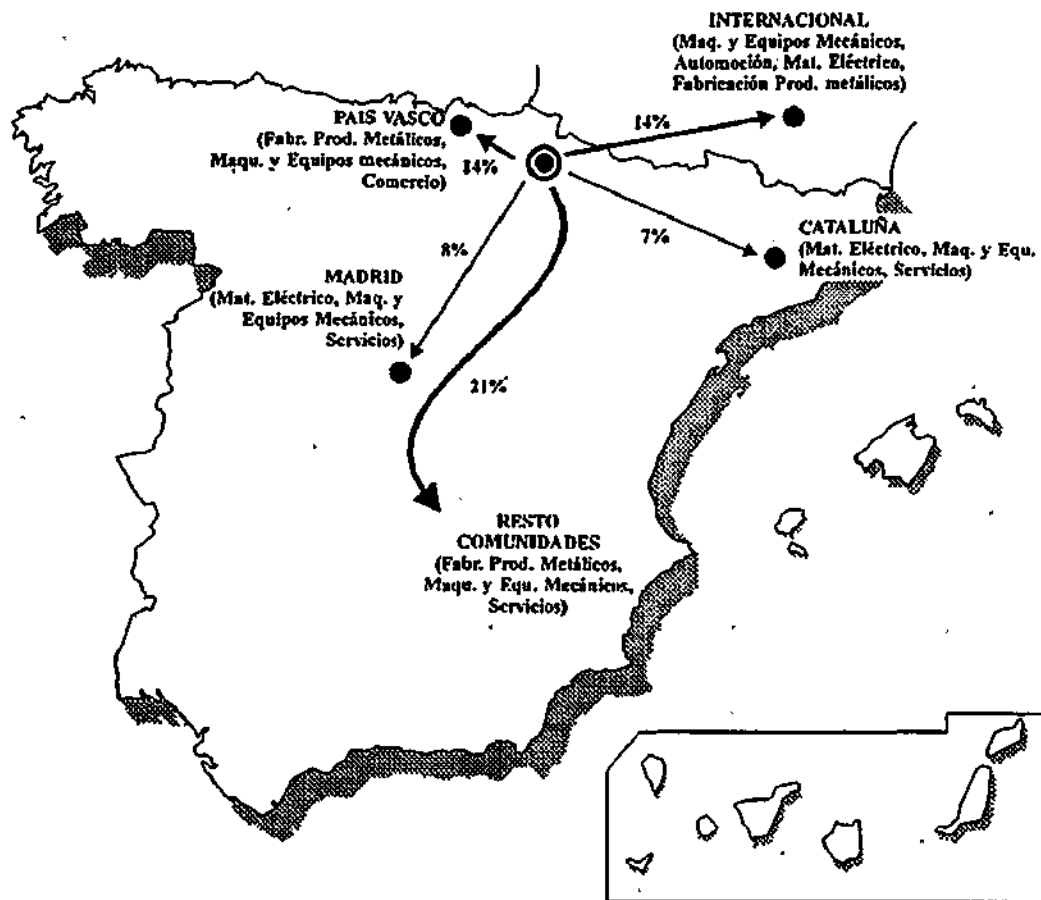 INTERNACIONAL
(Maq. y Equipos Mecánicos,
Automoción, Mat. Eléctrico,
Fabricación Prod. metálicos)
14%
PAIS VASCO
(Fabr. Prod. Metálicos,
Maqu. y Equipos mecánicos,
Comercio)
14%
CATALUÑA
(Mat. Eléctrico, Maq. y Equ.
Mecánicos, Servicios)
7%
8%
MADRID
(Mat. Eléctrico, Maq. y
Equipos Mecánicos,
Servicios)
21%
RESTO
COMUNIDADES
(Fabr. Prod. Metálicos,
Maqu. y Equ. Mecánicos,
Servicios)